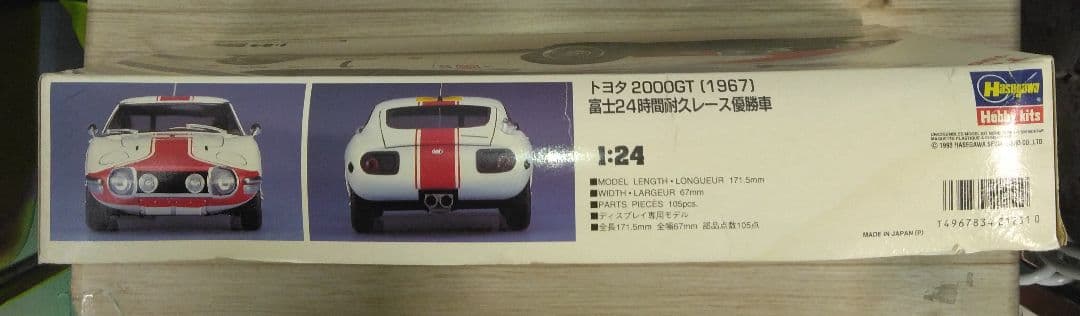 トヨタ 2000GT (1967)
富士24時間耐久レース優勝車
1:24
■MODEL LENGTH・LONGUEUR 171.5mm
■WIDTH・LARGEUR 67mm
■PARTS PIECES 105pcs.
■ディスプレイ専用モデル
■全長171.5mm 全幅67mm 部品点数105点
Hasegawa
Hobby kits
MADE IN JAPAN (P)